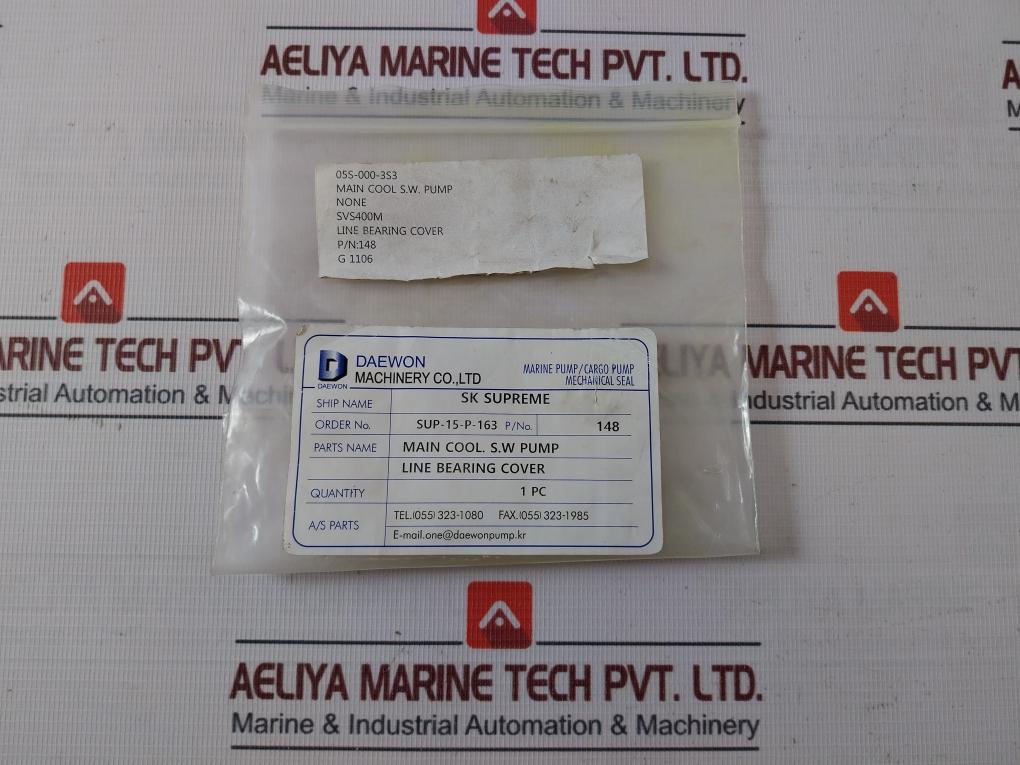 AELIYA MARINE TECH PVT. LTD.
Marine & Industrial Automation & Machinery
05S-000-3S3
MAIN COOL S.W. PUMP
NONE
SVS400M
LINE BEARING COVER
P/N:148
G 1106
ARINE TECH PV
s & Industrial Automation &
AELIYA MARINE TECH PVT
Industrial Automation & M
DAEWON
DAEWON
MACHINERY CO.,LTD
MARINE PUMP/CARGO PUMP
MECHANICAL SEAL
SHIP NAME SK SUPREME
ORDER No. SUP-15-P-163 P/No. 148
PARTS NAME MAIN COOL. S.W PUMP
LINE BEARING COVER
QUANTITY 1 PC
A/S PARTS TEL.(055) 323-1080 FAX.(055) 323-1985
E-mail.one@daewonpump.kr
AELIYA MARINE TECH PVT. LTD.
Marine & Industrial Automation & Machinery